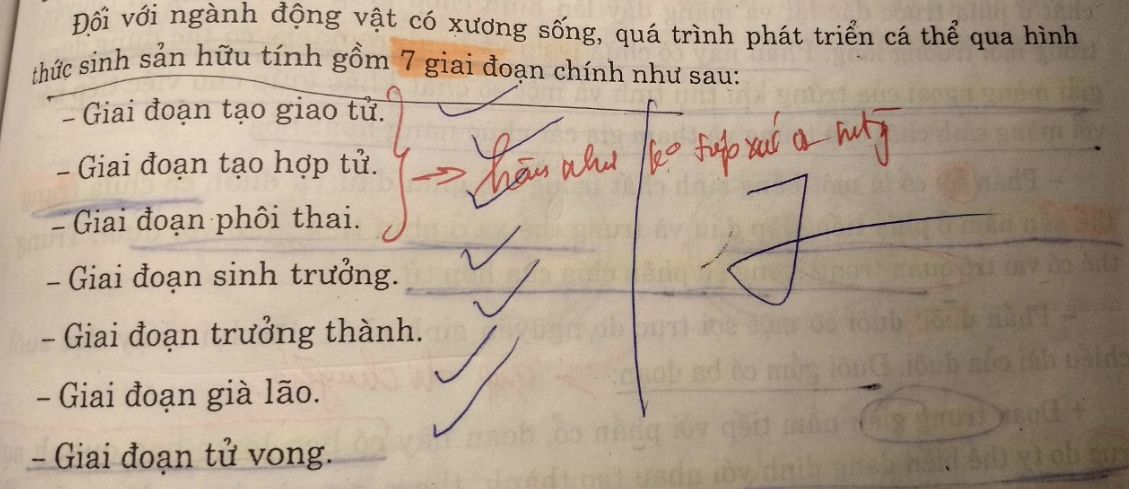 Đối với ngành động vật có xương sống, quá trình phát triển cá thể qua hình
thức sinh sản hữu tính gồm 7 giai đoạn chính như sau:
- Giai đoạn tạo giao tử.
- Giai đoạn tạo hợp tử.
hầu như ko tiếp xúc
- Giai đoạn phôi thai.
- Giai đoạn sinh trưởng.
- Giai đoạn trưởng thành.
- Giai đoạn già lão.
- Giai đoạn tử vong.